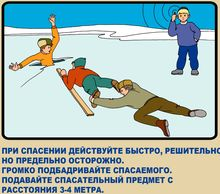 ПРИ СПАСЕНИИ ДЕЙСТВУЙТЕ БЫСТРО, РЕШИТЕЛЬНО
НО ПРЕДЕЛЬНО ОСТОРОЖНО.
ГРОМКО ПОДБАДРИВАЙТЕ СПАСАЕМОГО.
ПОДАВАЙТЕ СПАСАТЕЛЬНЫЙ ПРЕДМЕТ С
РАССТОЯНИЯ 3-4 МЕТРА.